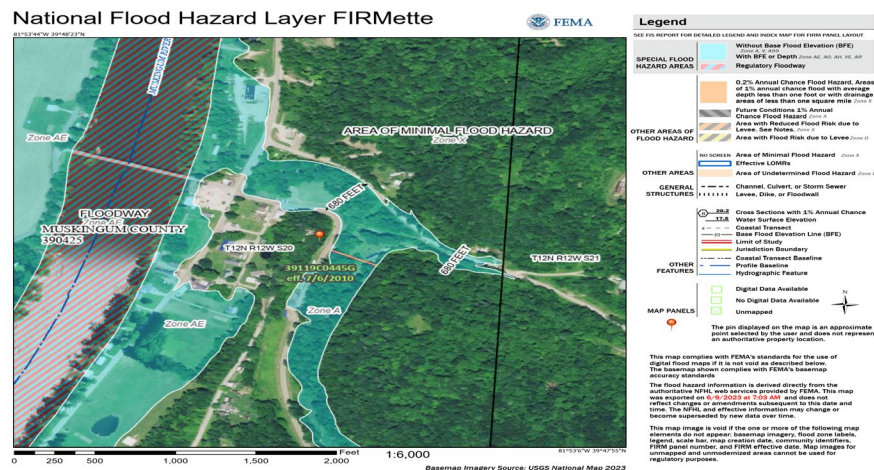 National Flood Hazard Layer FIRMette
FEMA
Legend
81°53'44"W 39°48'23"N
SEE FIS REPORT FOR DETAILED LEGEND AND INDEX MAP FOR FIRM PANEL LAYOUT
SPECIAL FLOOD
HAZARD AREAS
Without Base Flood Elevation (BFE)
Zone A, V, A99
With BFE or Depth Zone AE, AO, AH, VE, AR
Regulatory Floodway
0.2% Annual Chance Flood Hazard, Areas
of 1% annual chance flood with average
depth less than one foot or with drainage
areas of less than one square mile Zone X
Future Conditions 1% Annual
Chance Flood Hazard Zone X
Area with Reduced Flood Risk due to
Levee. See Notes. Zone X
Area with Flood Risk due to Levee Zone D
OTHER AREAS OF
FLOOD HAZARD
NO SCREEN Area of Minimal Flood Hazard Zone X
Effective LOMRs
Area of Undetermined Flood Hazard Zone
OTHER AREAS
GENERAL
STRUCTURES
Channel, Culvert, or Storm Sewer
Levee, Dike, or Floodwall
B 20.2 Cross Sections with 1% Annual Chance
17.5 Water Surface Elevation
Coastal Transect
Base Flood Elevation Line (BFE)
Limit of Study
Jurisdiction Boundary
Coastal Transect Baseline
Profile Baseline
Hydrographic Feature
OTHER
FEATURES
Digital Data Available
No Digital Data Available
Unmapped
MAP PANELS
N
The pin displayed on the map is an approximate
point selected by the user and does not represen
an authoritative property location.
This map complies with FEMA's standards for the use of
digital flood maps if it is not void as described below.
The basemap shown complies with FEMA's basemap
accuracy standards
The flood hazard information is derived directly from the
authoritative NFHL web services provided by FEMA. This map
was exported on 6/9/2023 at 7:03 AM and does not
reflect changes or amendments subsequent to this date and
time. The NFHL and effective information may change or
become superseded by new data over time.
This map image is void if the one or more of the following map
elements do not appear: basemap imagery, flood zone labels,
legend, scale bar, map creation date, community identifiers,
FIRM panel number, and FIRM effective date. Map images for
unmapped and unmodernized areas cannot be used for
regulatory purposes.
MUSKINGUM RIVER
Zone AE
AREA OF MINIMAL FLOOD HAZARD
Zone X
680 FEET
FLOODWAY
Zone AE
MUSKINGUM COUNTY
390425
T12N R12W S20
39119C0445G
eff. 7/6/2010
680 FEET
T12N R12W S21
Zone A
Zone AE
81°53'6"W 39°47'55"N
Feet
0 250 500 1,000 1,500 2,000
1:6,000
Basemap Imagery Source: USGS National Map 2023